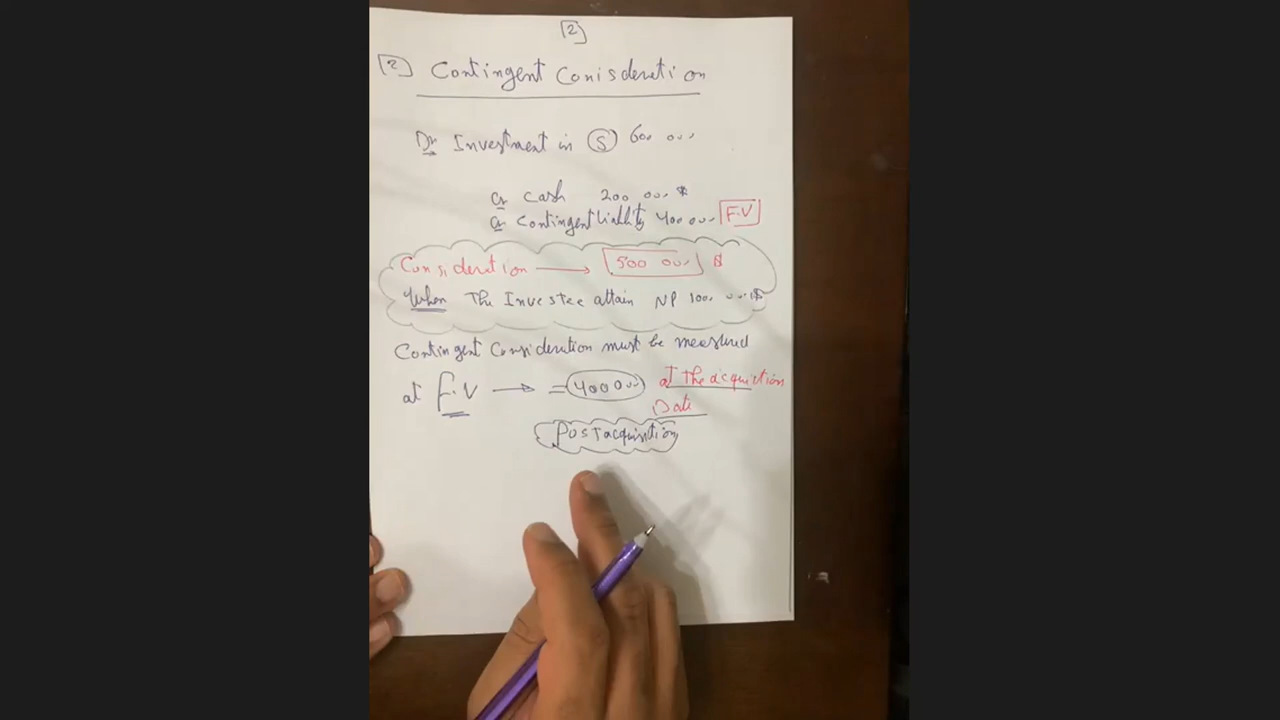 [2]
[2] Contingent Conisderation
Dr Investment in (S) 600 000
Cr Cash 200 000 $
Cr Contingent liability 400 000 F.V
Consideration → 500 000 $
When The Investee attain NP 1000 000 $
Contingent Consideration must be measured
at F.V → = 400 000 at The acquisition
Date
Post acquisition